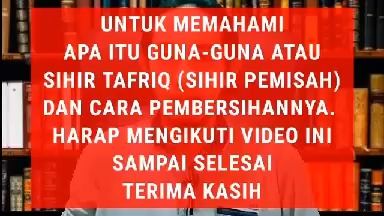 UNTUK MEMAHAMI
APA ITU GUNA-GUNA ATAU
SIHIR TAFRIQ (SIHIR PEMISAH)
DAN CARA PEMBERSIHANNYA.
HARAP MENGIKUTI VIDEO INI
SAMPAI SELESAI
TERIMA KASIH